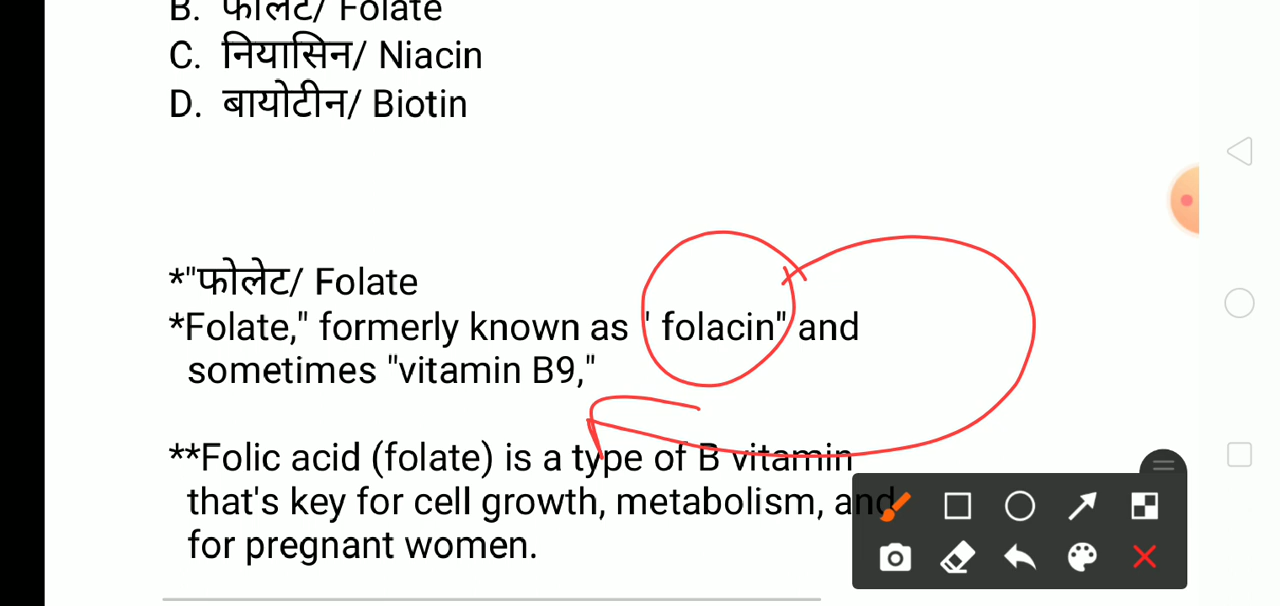 B. फोलेट/ Folate
C. नियासिन/ Niacin
D. बायोटीन/ Biotin
*"फोलेट/ Folate
*Folate," formerly known as " folacin" and
sometimes "vitamin B9,"
**Folic acid (folate) is a type of B vitamin
that's key for cell growth, metabolism, and
for pregnant women.